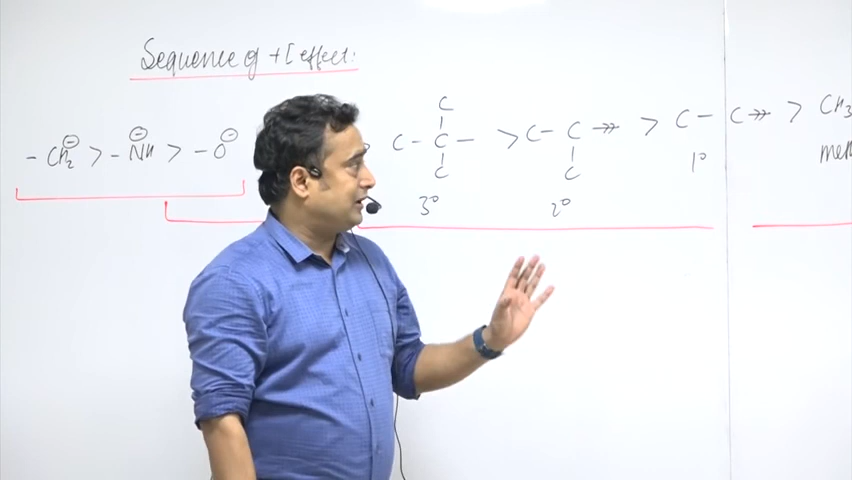 Sequence of +I effect:
C
- CH₂⊖ > - NH⊖ > - O⊖ > C - C - > C - C ->> > C - C ->> > CH₃
C C
3° 2° 1°